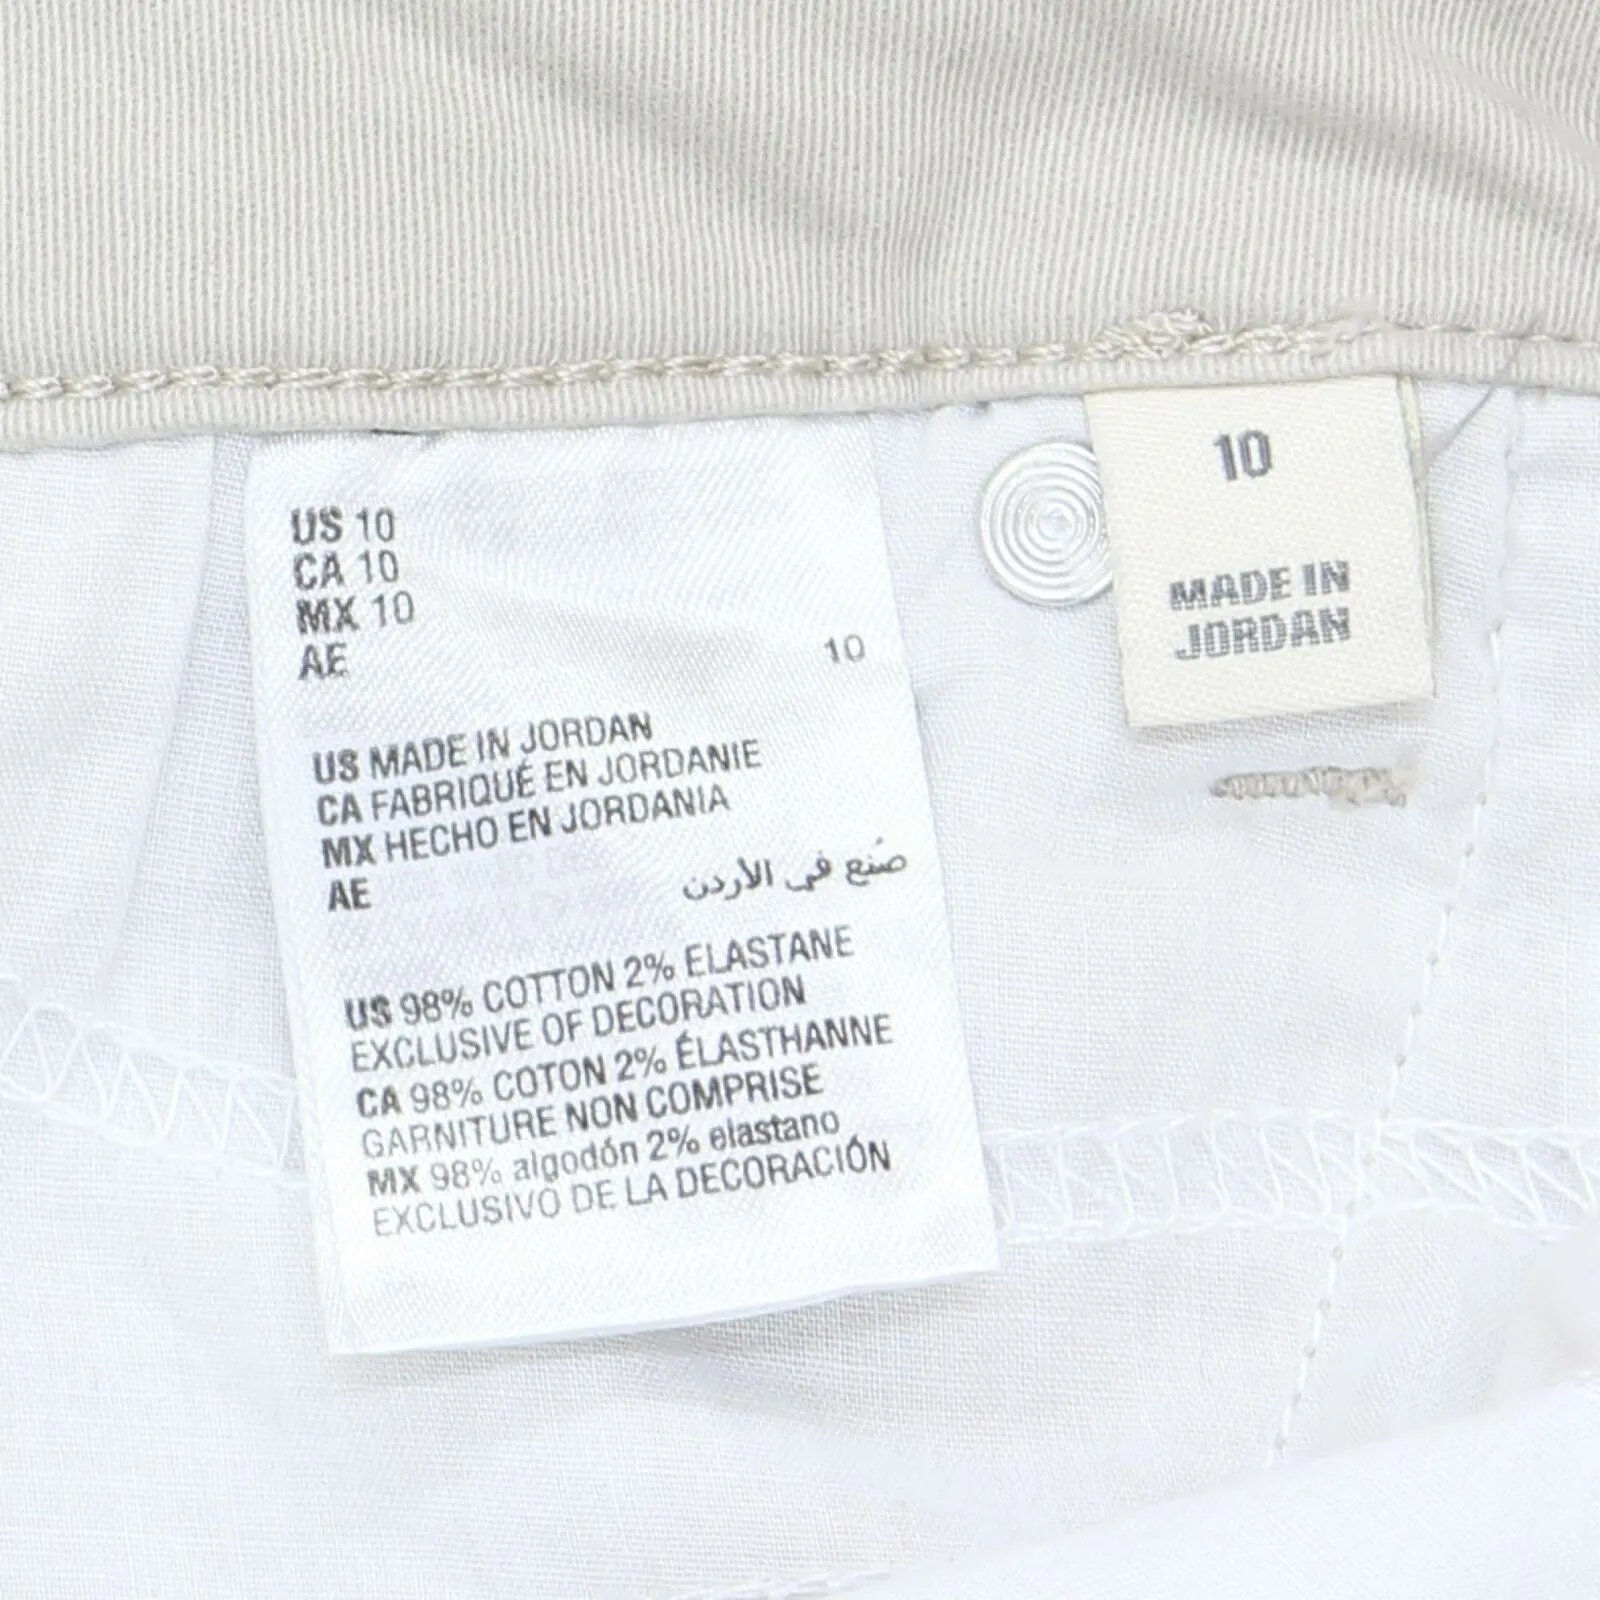 US 10
CA 10
MX 10
AE 10
US MADE IN JORDAN
CA FABRIQUÉ EN JORDANIE
MX HECHO EN JORDANIA
AE صُنع في الأردن
US 98% COTTON 2% ELASTANE
EXCLUSIVE OF DECORATION
CA 98% COTON 2% ÉLASTHANNE
GARNITURE NON COMPRISE
MX 98% algodón 2% elastano
EXCLUSIVO DE LA DECORACIÓN
10
MADE IN
JORDAN